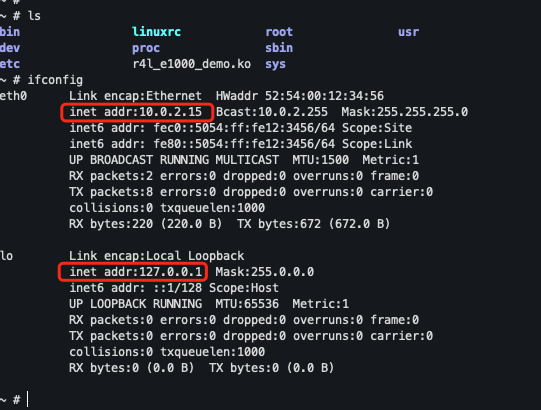 ~ #
~ # ls
bin linuxrc root usr
dev proc sbin
etc r4l_e1000_demo.ko sys
~ # ifconfig
eth0 Link encap:Ethernet HWaddr 52:54:00:12:34:56
inet addr:10.0.2.15 Bcast:10.0.2.255 Mask:255.255.255.0
inet6 addr: fec0::5054:ff:fe12:3456/64 Scope:Site
inet6 addr: fe80::5054:ff:fe12:3456/64 Scope:Link
UP BROADCAST RUNNING MULTICAST MTU:1500 Metric:1
RX packets:2 errors:0 dropped:0 overruns:0 frame:0
TX packets:8 errors:0 dropped:0 overruns:0 carrier:0
collisions:0 txqueuelen:1000
RX bytes:220 (220.0 B) TX bytes:672 (672.0 B)
lo Link encap:Local Loopback
inet addr:127.0.0.1 Mask:255.0.0.0
inet6 addr: ::1/128 Scope:Host
UP LOOPBACK RUNNING MTU:65536 Metric:1
RX packets:0 errors:0 dropped:0 overruns:0 frame:0
TX packets:0 errors:0 dropped:0 overruns:0 carrier:0
collisions:0 txqueuelen:1000
RX bytes:0 (0.0 B) TX bytes:0 (0.0 B)
~ #